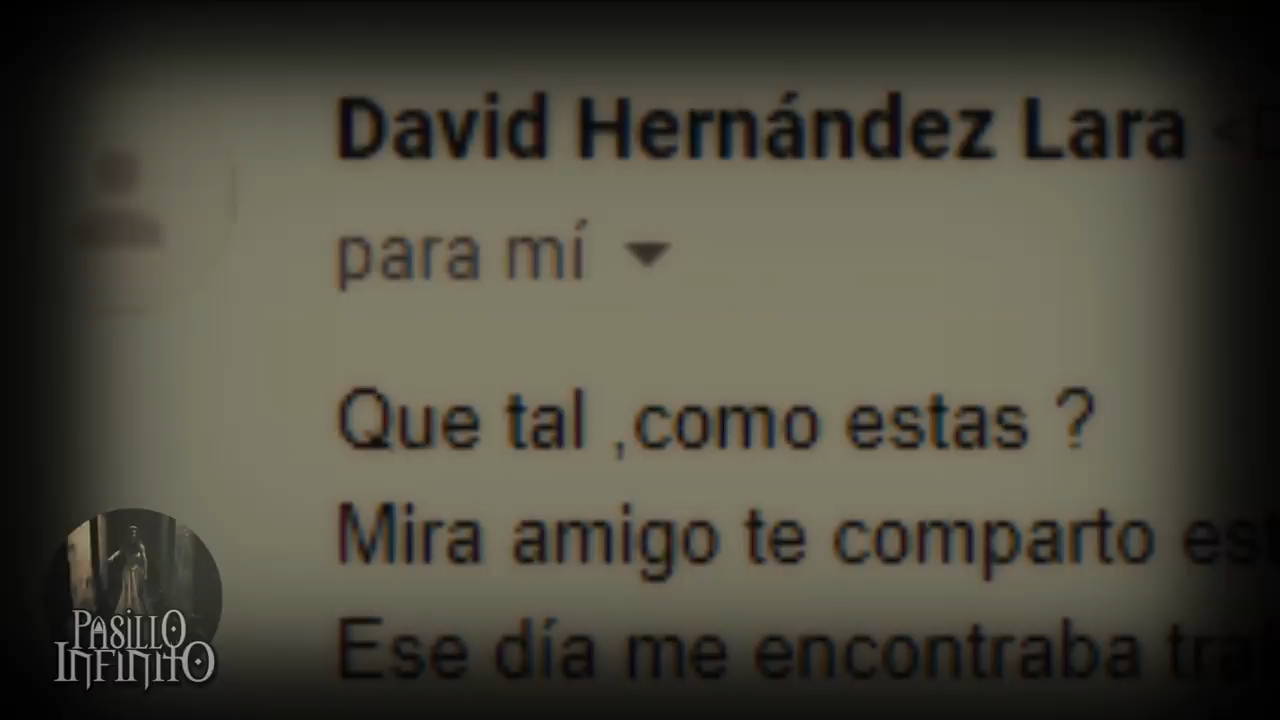 David Hernández Lara
para mí
Que tal ,como estas ?
Mira amigo te comparto
Ese día me encontraba
PASILLO
INFINITO